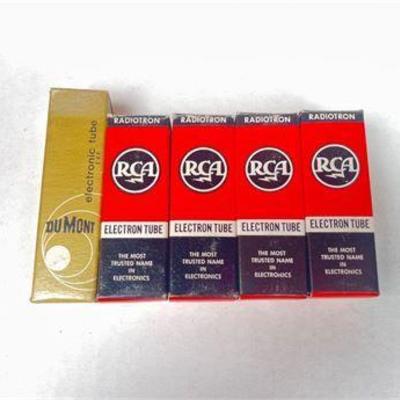 electronic tube
DU MONT
RADIOTRON
RCA
ELECTRON TUBE
THE MOST
TRUSTED NAME
IN
ELECTRONICS
RADIOTRON
RCA
ELECTRON TUBE
THE MOST
TRUSTED NAME
IN
ELECTRONICS
RADIOTRON
RCA
ELECTRON TUBE
THE MOST
TRUSTED NAME
IN
ELECTRONICS
RADIOTRON
RCA
ELECTRON TUBE
THE MOST
TRUSTED NAME
IN
ELECTRONICS